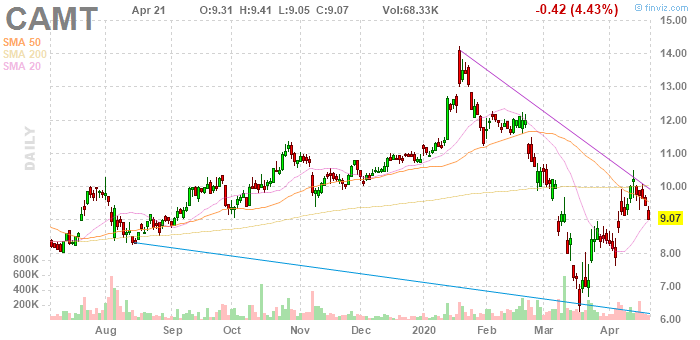 CAMT Apr 21 O:9.31 H:9.41 L:9.05 C:9.07 Vol:68.33K -0.42 (4.43%)
© finviz.com
SMA 50
SMA 200
SMA 20
DAILY
13.00
12.00
11.00
10.00
9.07
8.00
7.00
6.00
14.00
15.00
800K
600K
400K
200K
Aug Sep Oct Nov Dec 2020 Feb Mar Apr